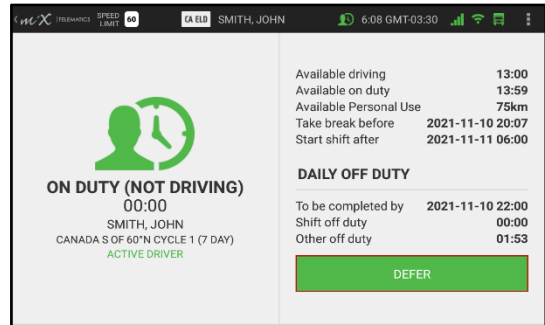 miX TELEMATICS SPEED LIMIT 60 CA ELD SMITH, JOHN 6:08 GMT-03:30
ON DUTY (NOT DRIVING)
00:00
SMITH, JOHN
CANADA S OF 60°N CYCLE 1 (7 DAY)
ACTIVE DRIVER
Available driving 13:00
Available on duty 13:59
Available Personal Use 75km
Take break before 2021-11-10 20:07
Start shift after 2021-11-11 06:00
DAILY OFF DUTY
To be completed by 2021-11-10 22:00
Shift off duty 00:00
Other off duty 01:53
DEFER